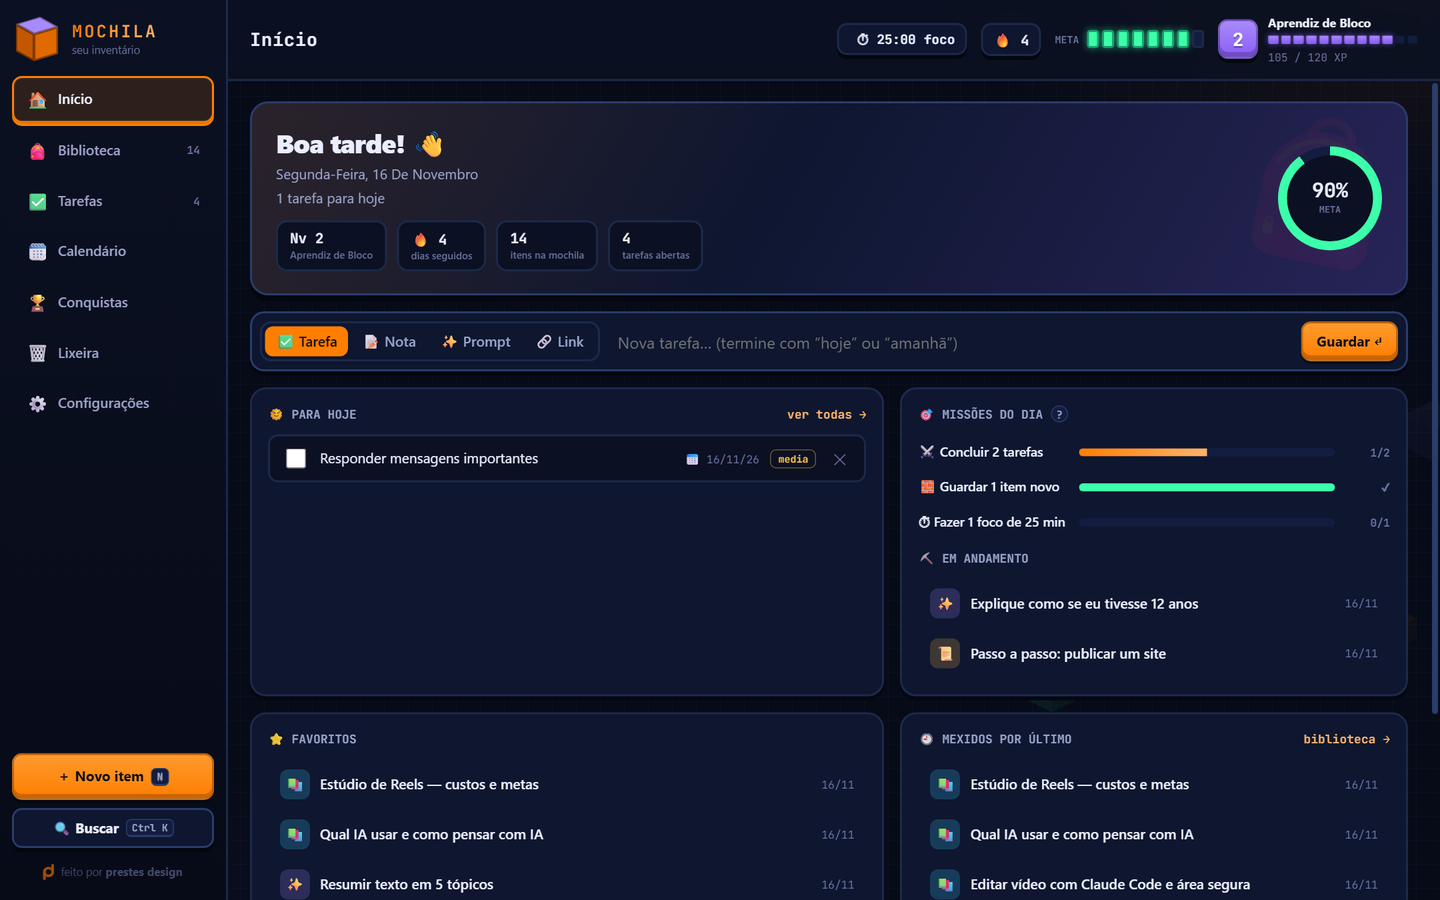 MOCHILA
seu inventário
Início
Biblioteca 14
Tarefas 4
Calendário
Conquistas
Lixeira
Configurações
+ Novo item N
Buscar Ctrl K
feito por prestes design
Início
25:00 foco
4
META
2
Aprendiz de Bloco
105 / 120 XP
Boa tarde!
Segunda-Feira, 16 De Novembro
1 tarefa para hoje
Nv 2
Aprendiz de Bloco
4
dias seguidos
14
itens na mochila
4
tarefas abertas
90%
META
Tarefa
Nota
Prompt
Link
Nova tarefa... (termine com "hoje" ou "amanhã")
Guardar ↵
PARA HOJE
ver todas →
Responder mensagens importantes 16/11/26 media
MISSÕES DO DIA ?
Concluir 2 tarefas 1/2
Guardar 1 item novo ✓
Fazer 1 foco de 25 min 0/1
EM ANDAMENTO
Explique como se eu tivesse 12 anos 16/11
Passo a passo: publicar um site 16/11
FAVORITOS
Estúdio de Reels — custos e metas 16/11
Qual IA usar e como pensar com IA 16/11
Resumir texto em 5 tópicos 16/11
MEXIDOS POR ÚLTIMO
biblioteca →
Estúdio de Reels — custos e metas 16/11
Qual IA usar e como pensar com IA 16/11
Editar vídeo com Claude Code e área segura 16/11